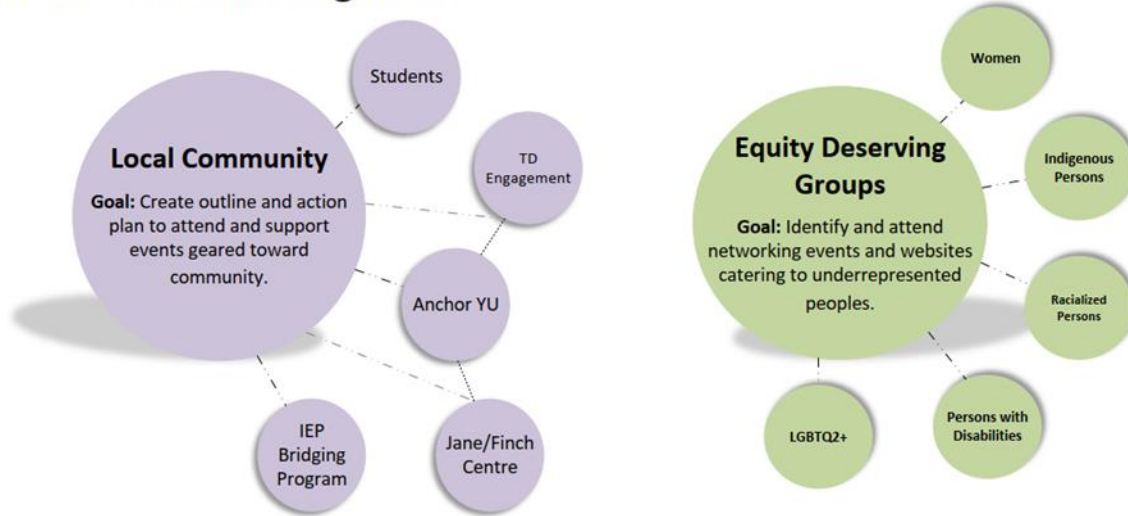 Students
Local Community
Goal: Create outline and action
plan to attend and support
events geared toward
community.
TD
Engagement
Anchor YU
IEP
Bridging
Program
Jane/Finch
Centre
Women
Equity Deserving
Groups
Goal: Identify and attend
networking events and websites
catering to underrepresented
peoples.
Indigenous
Persons
Racialized
Persons
Persons with
Disabilities
LGBTQ2+